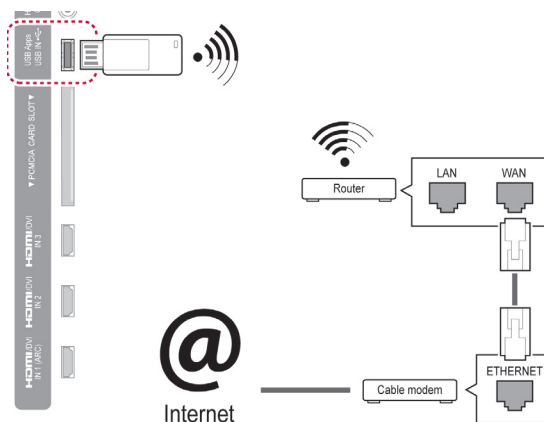 USB Apps
USB IN
▼ PCMCIA CARD SLOT ▼
HDMI/DVI
IN 3
HDMI/DVI
IN 2
HDMI/DVI
IN 1 (ARC)
Router
LAN
WAN
@
Internet
Cable modem
ETHERNET